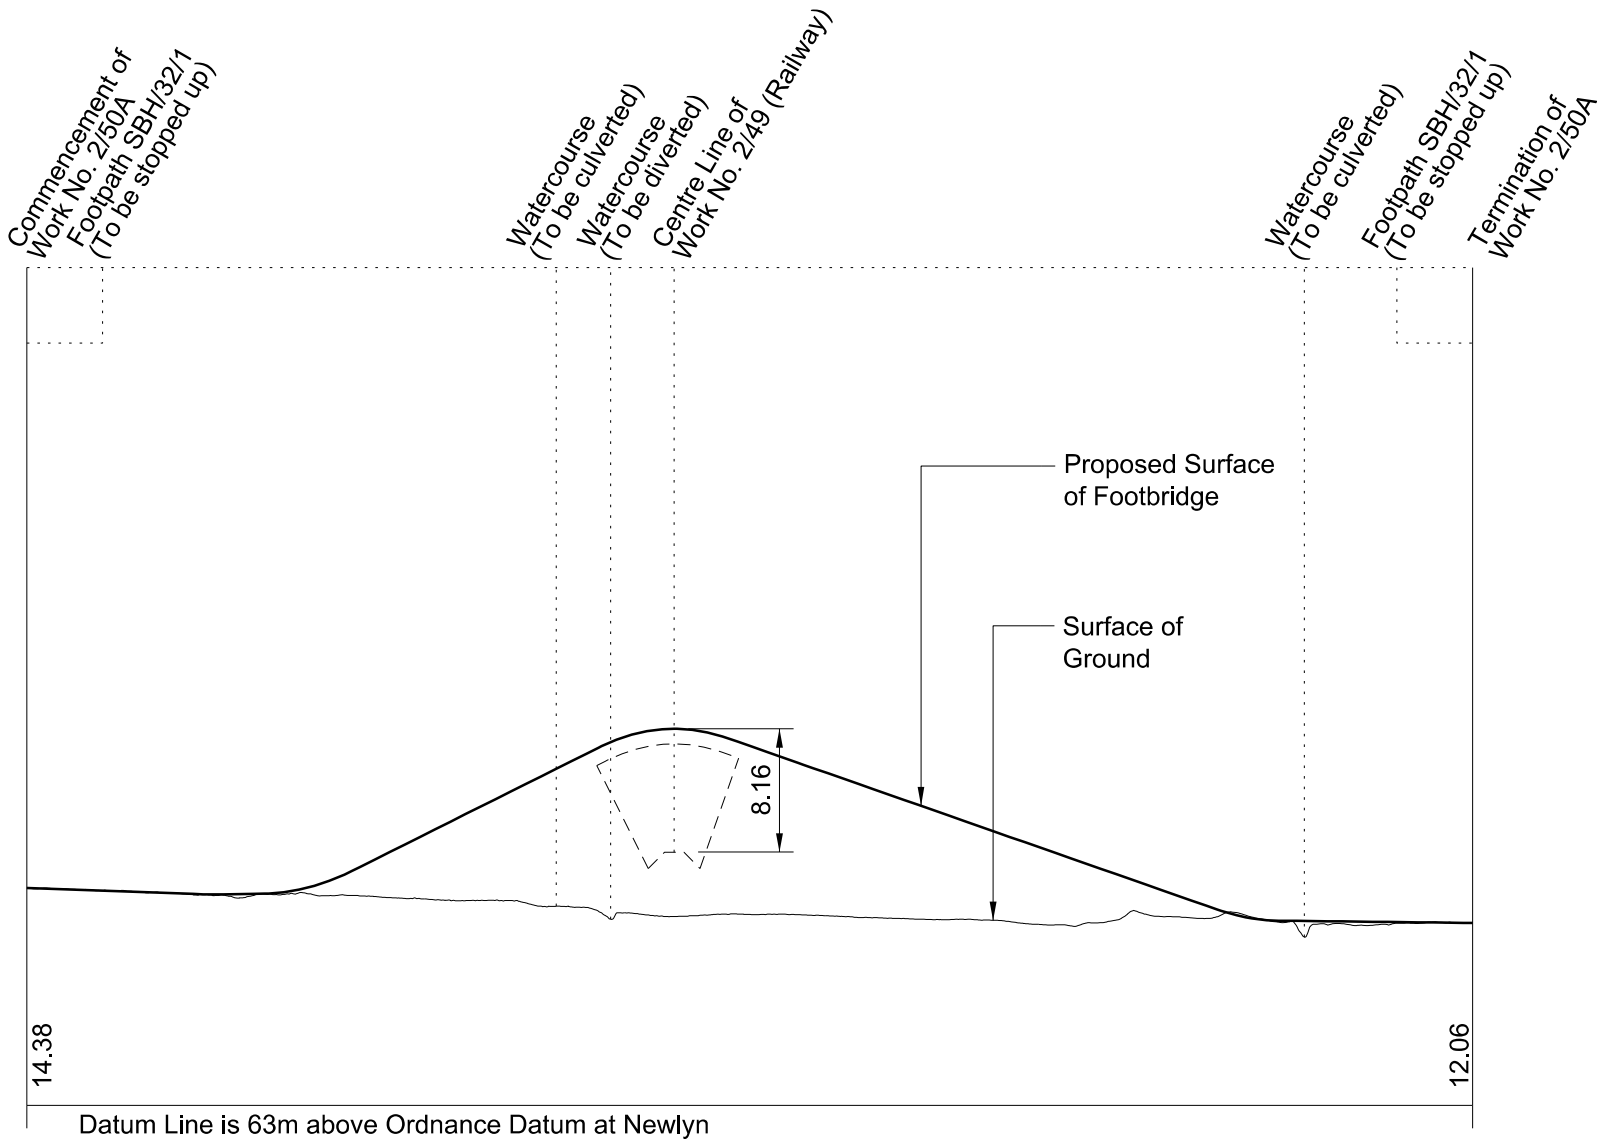 Commencement of
Work No. 2/50A
Footpath SBH/32/1
(To be stopped up)
Watercourse
(To be culverted)
Watercourse
(To be diverted)
Centre Line of
Work No. 2/49 (Railway)
Watercourse
(To be culverted)
Footpath SBH/32/1
(To be stopped up)
Termination of
Work No. 2/50A
Proposed Surface
of Footbridge
Surface of
Ground
8.16
14.38
12.06
Datum Line is 63m above Ordnance Datum at Newlyn